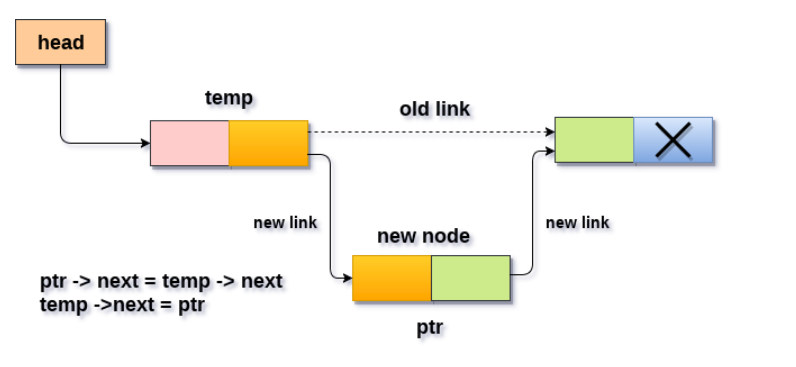 head
temp
old link
new link
new link
new node
ptr -> next = temp -> next
temp ->next = ptr
ptr